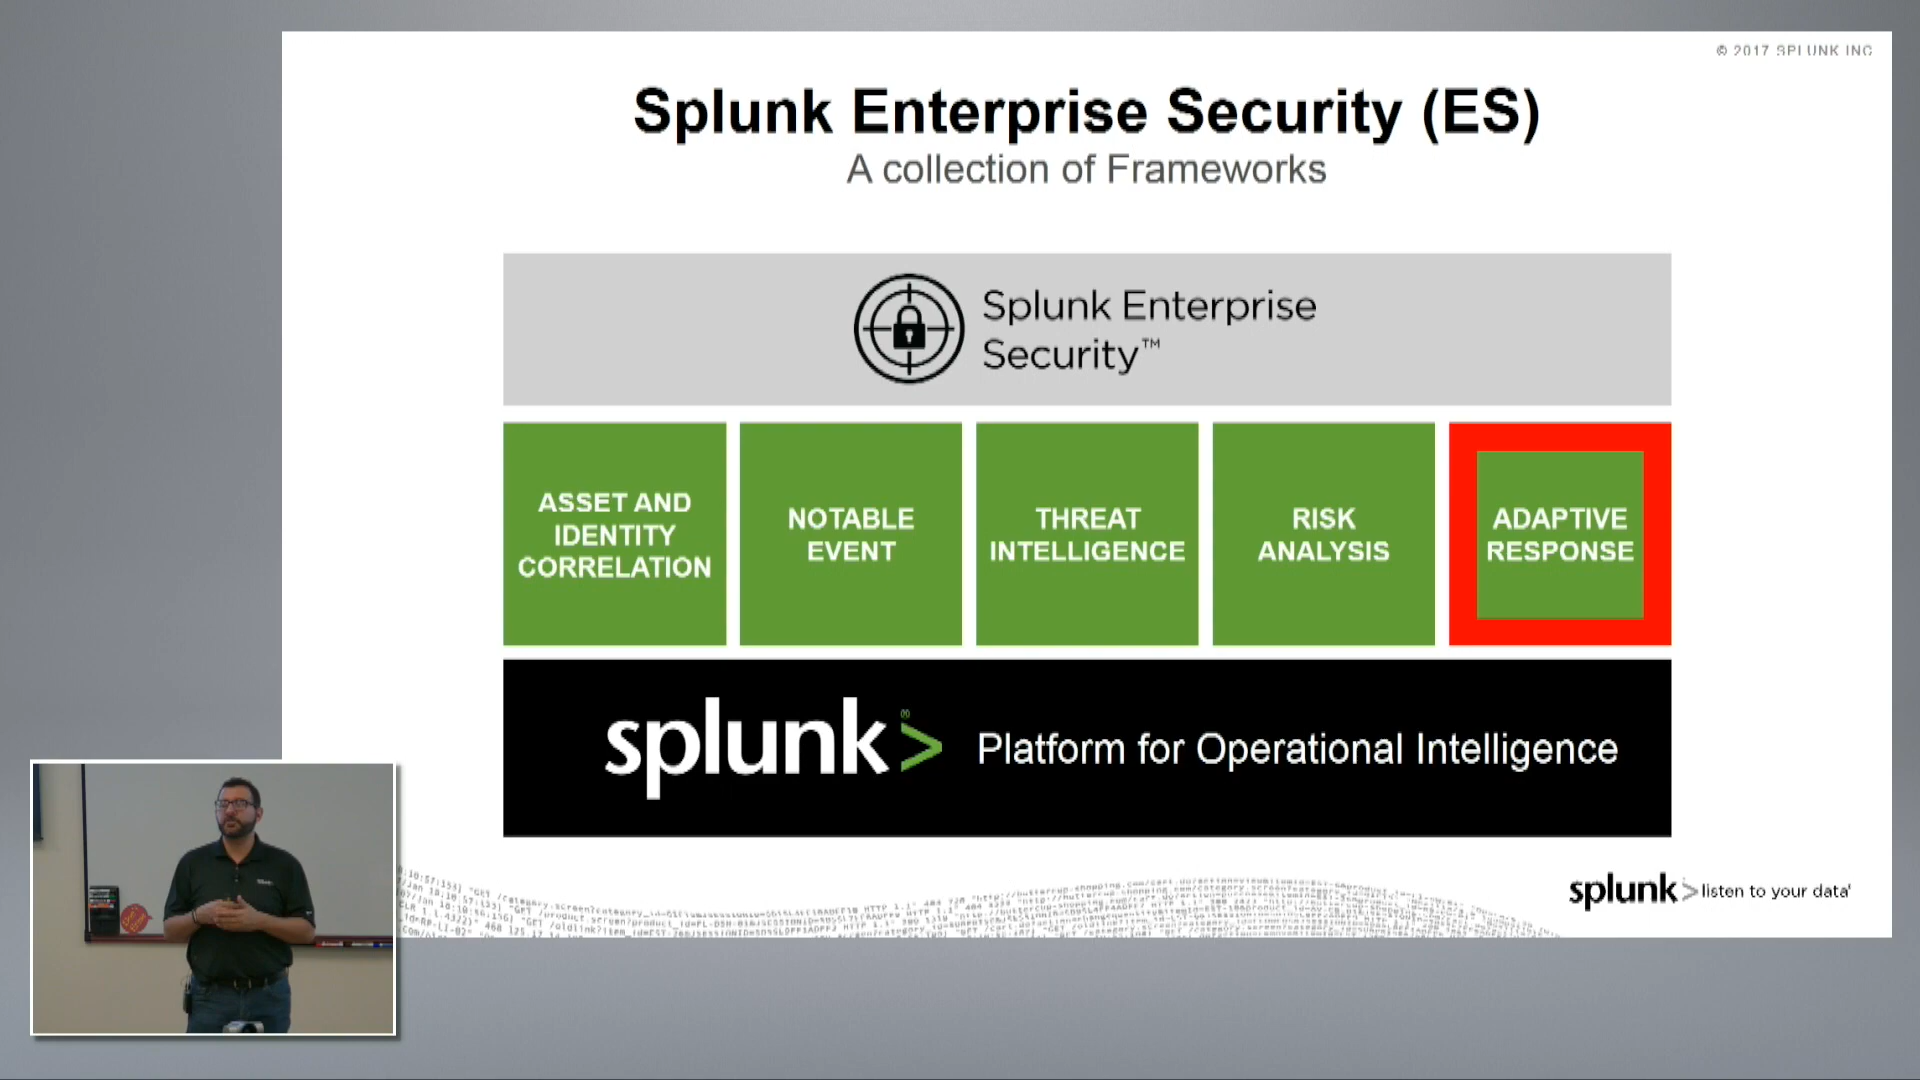 © 2017 SPLUNK INC
Splunk Enterprise Security (ES)
A collection of Frameworks
Splunk Enterprise
Security™
ASSET AND
IDENTITY
CORRELATION
NOTABLE
EVENT
THREAT
INTELLIGENCE
RISK
ANALYSIS
ADAPTIVE
RESPONSE
splunk>® Platform for Operational Intelligence
splunk> listen to your data